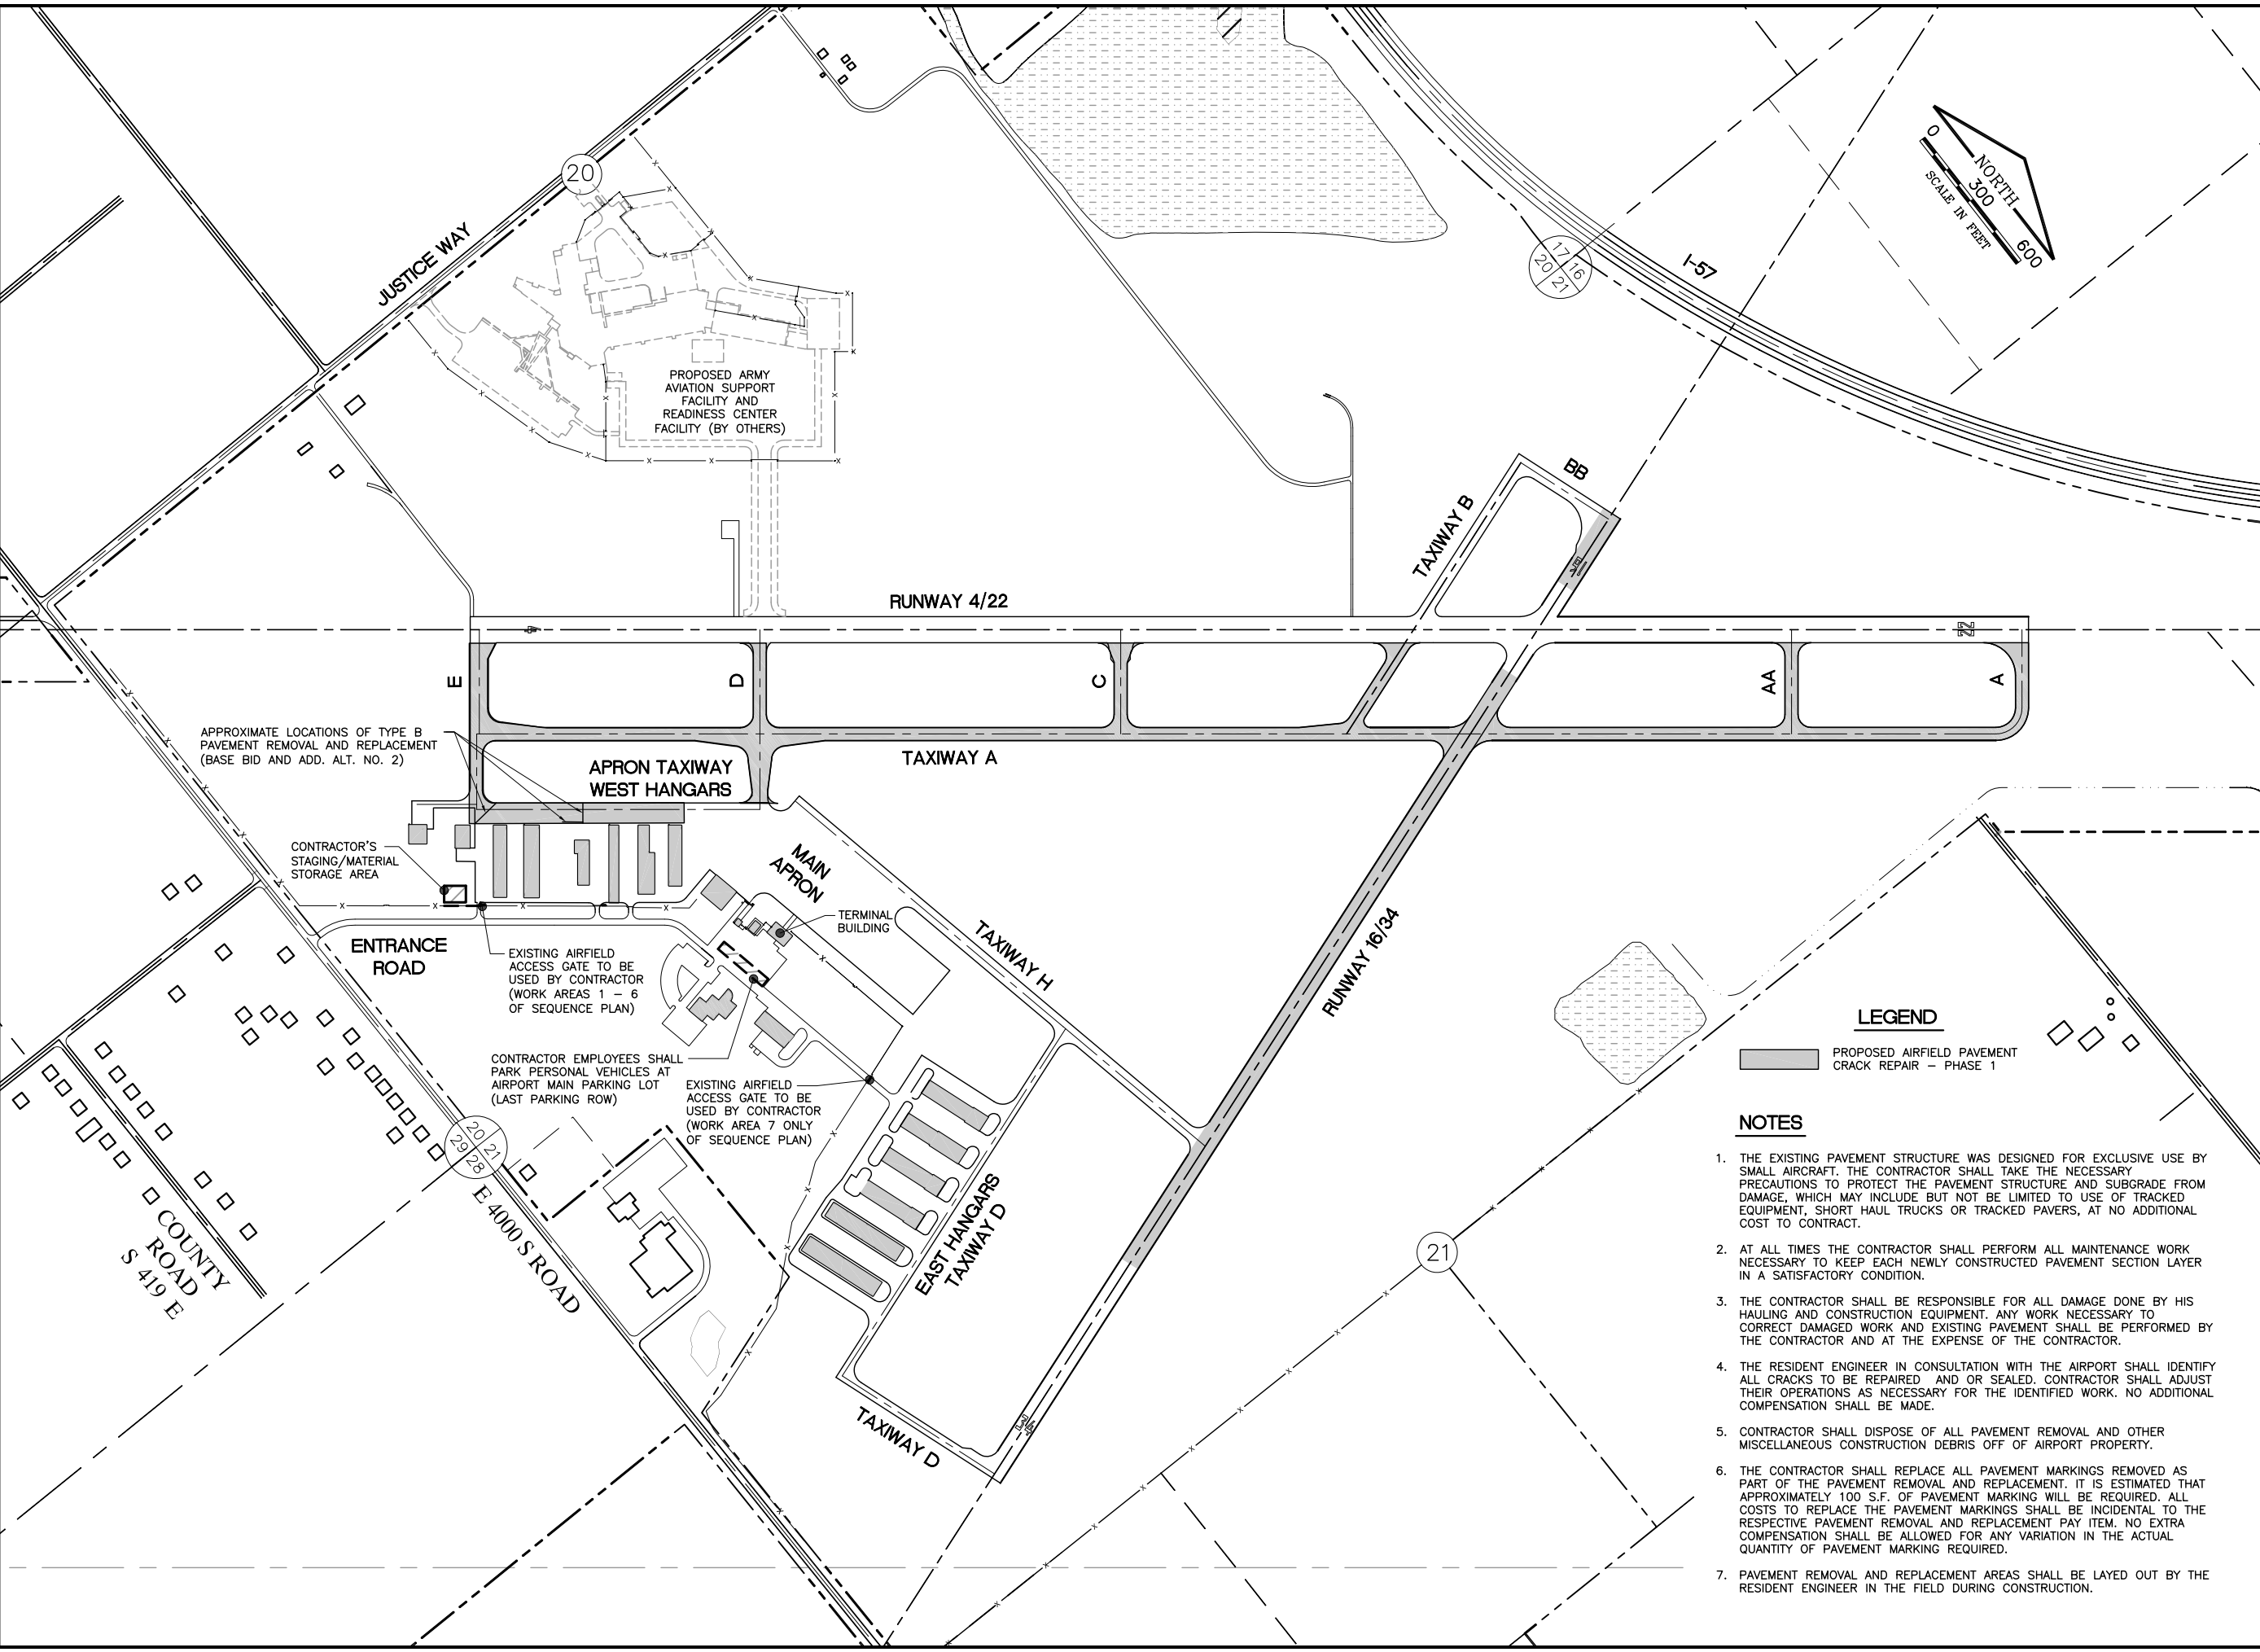 20
JUSTICE WAY
PROPOSED ARMY
AVIATION SUPPORT
FACILITY AND
READINESS CENTER
FACILITY (BY OTHERS)
17 16
20 21
I-57
NORTH
0
300
600
SCALE IN FEET
BB
TAXIWAY B
16
RUNWAY 4/22
4
22
E
D
C
AA
A
APPROXIMATE LOCATIONS OF TYPE B
PAVEMENT REMOVAL AND REPLACEMENT
(BASE BID AND ADD. ALT. NO. 2)
TAXIWAY A
APRON TAXIWAY
WEST HANGARS
CONTRACTOR'S
STAGING/MATERIAL
STORAGE AREA
MAIN
APRON
TERMINAL
BUILDING
ENTRANCE
ROAD
EXISTING AIRFIELD
ACCESS GATE TO BE
USED BY CONTRACTOR
(WORK AREAS 1 - 6
OF SEQUENCE PLAN)
TAXIWAY H
RUNWAY 16/34
CONTRACTOR EMPLOYEES SHALL
PARK PERSONAL VEHICLES AT
AIRPORT MAIN PARKING LOT
(LAST PARKING ROW)
EXISTING AIRFIELD
ACCESS GATE TO BE
USED BY CONTRACTOR
(WORK AREA 7 ONLY
OF SEQUENCE PLAN)
20 21
29 28
E 4000 S ROAD
COUNTY
ROAD
S 419 E
EAST HANGARS
TAXIWAY D
TAXIWAY D
34
21
LEGEND
PROPOSED AIRFIELD PAVEMENT
CRACK REPAIR - PHASE 1
NOTES
1. THE EXISTING PAVEMENT STRUCTURE WAS DESIGNED FOR EXCLUSIVE USE BY
SMALL AIRCRAFT. THE CONTRACTOR SHALL TAKE THE NECESSARY
PRECAUTIONS TO PROTECT THE PAVEMENT STRUCTURE AND SUBGRADE FROM
DAMAGE, WHICH MAY INCLUDE BUT NOT BE LIMITED TO USE OF TRACKED
EQUIPMENT, SHORT HAUL TRUCKS OR TRACKED PAVERS, AT NO ADDITIONAL
COST TO CONTRACT.
2. AT ALL TIMES THE CONTRACTOR SHALL PERFORM ALL MAINTENANCE WORK
NECESSARY TO KEEP EACH NEWLY CONSTRUCTED PAVEMENT SECTION LAYER
IN A SATISFACTORY CONDITION.
3. THE CONTRACTOR SHALL BE RESPONSIBLE FOR ALL DAMAGE DONE BY HIS
HAULING AND CONSTRUCTION EQUIPMENT. ANY WORK NECESSARY TO
CORRECT DAMAGED WORK AND EXISTING PAVEMENT SHALL BE PERFORMED BY
THE CONTRACTOR AND AT THE EXPENSE OF THE CONTRACTOR.
4. THE RESIDENT ENGINEER IN CONSULTATION WITH THE AIRPORT SHALL IDENTIFY
ALL CRACKS TO BE REPAIRED AND OR SEALED. CONTRACTOR SHALL ADJUST
THEIR OPERATIONS AS NECESSARY FOR THE IDENTIFIED WORK. NO ADDITIONAL
COMPENSATION SHALL BE MADE.
5. CONTRACTOR SHALL DISPOSE OF ALL PAVEMENT REMOVAL AND OTHER
MISCELLANEOUS CONSTRUCTION DEBRIS OFF OF AIRPORT PROPERTY.
6. THE CONTRACTOR SHALL REPLACE ALL PAVEMENT MARKINGS REMOVED AS
PART OF THE PAVEMENT REMOVAL AND REPLACEMENT. IT IS ESTIMATED THAT
APPROXIMATELY 100 S.F. OF PAVEMENT MARKING WILL BE REQUIRED. ALL
COSTS TO REPLACE THE PAVEMENT MARKINGS SHALL BE INCIDENTAL TO THE
RESPECTIVE PAVEMENT REMOVAL AND REPLACEMENT PAY ITEM. NO EXTRA
COMPENSATION SHALL BE ALLOWED FOR ANY VARIATION IN THE ACTUAL
QUANTITY OF PAVEMENT MARKING REQUIRED.
7. PAVEMENT REMOVAL AND REPLACEMENT AREAS SHALL BE LAYED OUT BY THE
RESIDENT ENGINEER IN THE FIELD DURING CONSTRUCTION.